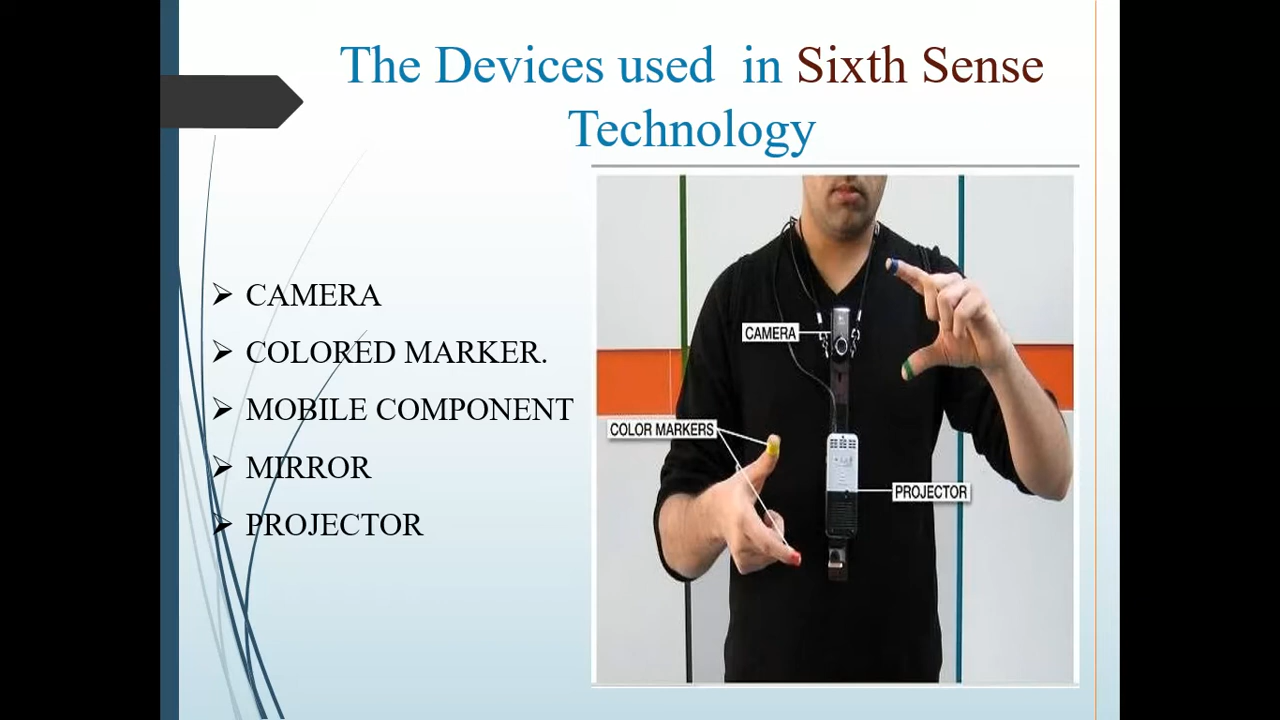 The Devices used in Sixth Sense
Technology
CAMERA
COLORED MARKER.
MOBILE COMPONENT
MIRROR
PROJECTOR
CAMERA
COLOR MARKERS
PROJECTOR